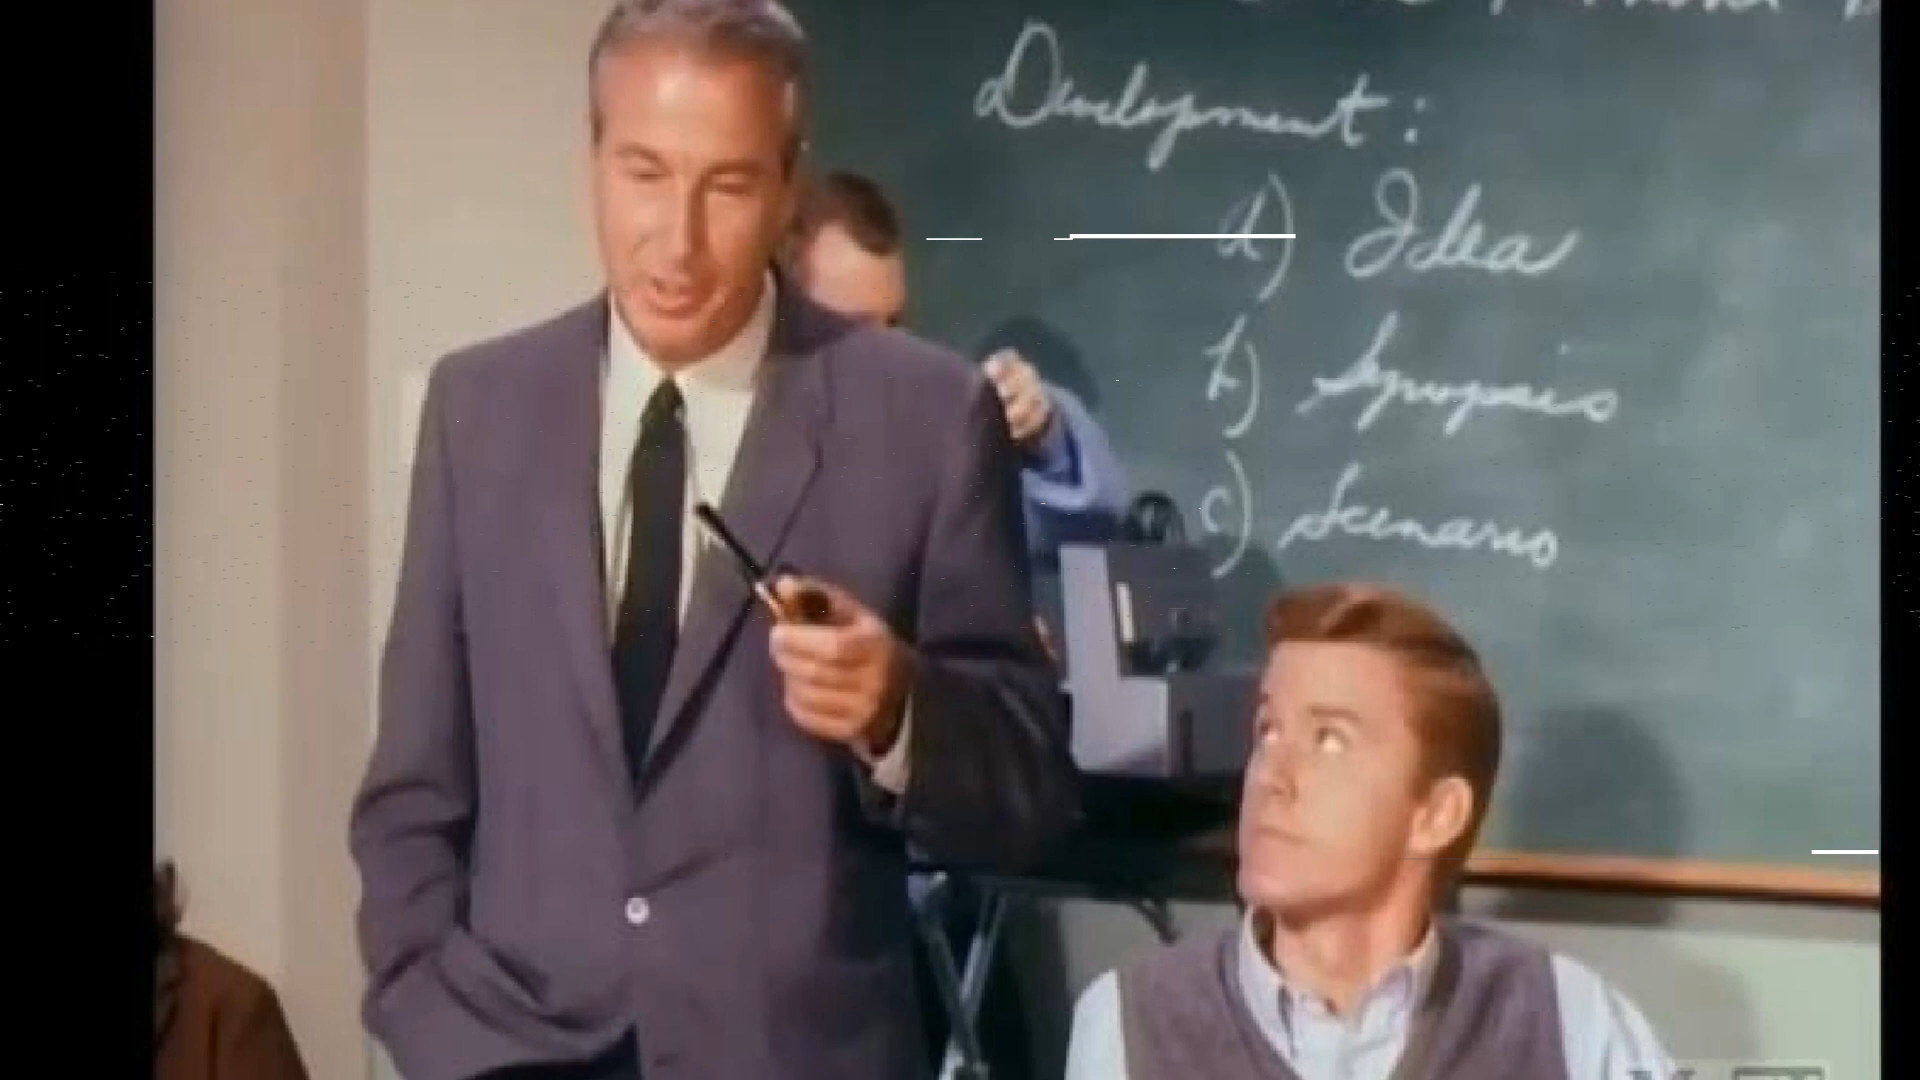 Development:
a) Idea
b) Synopsis
c) Scenario